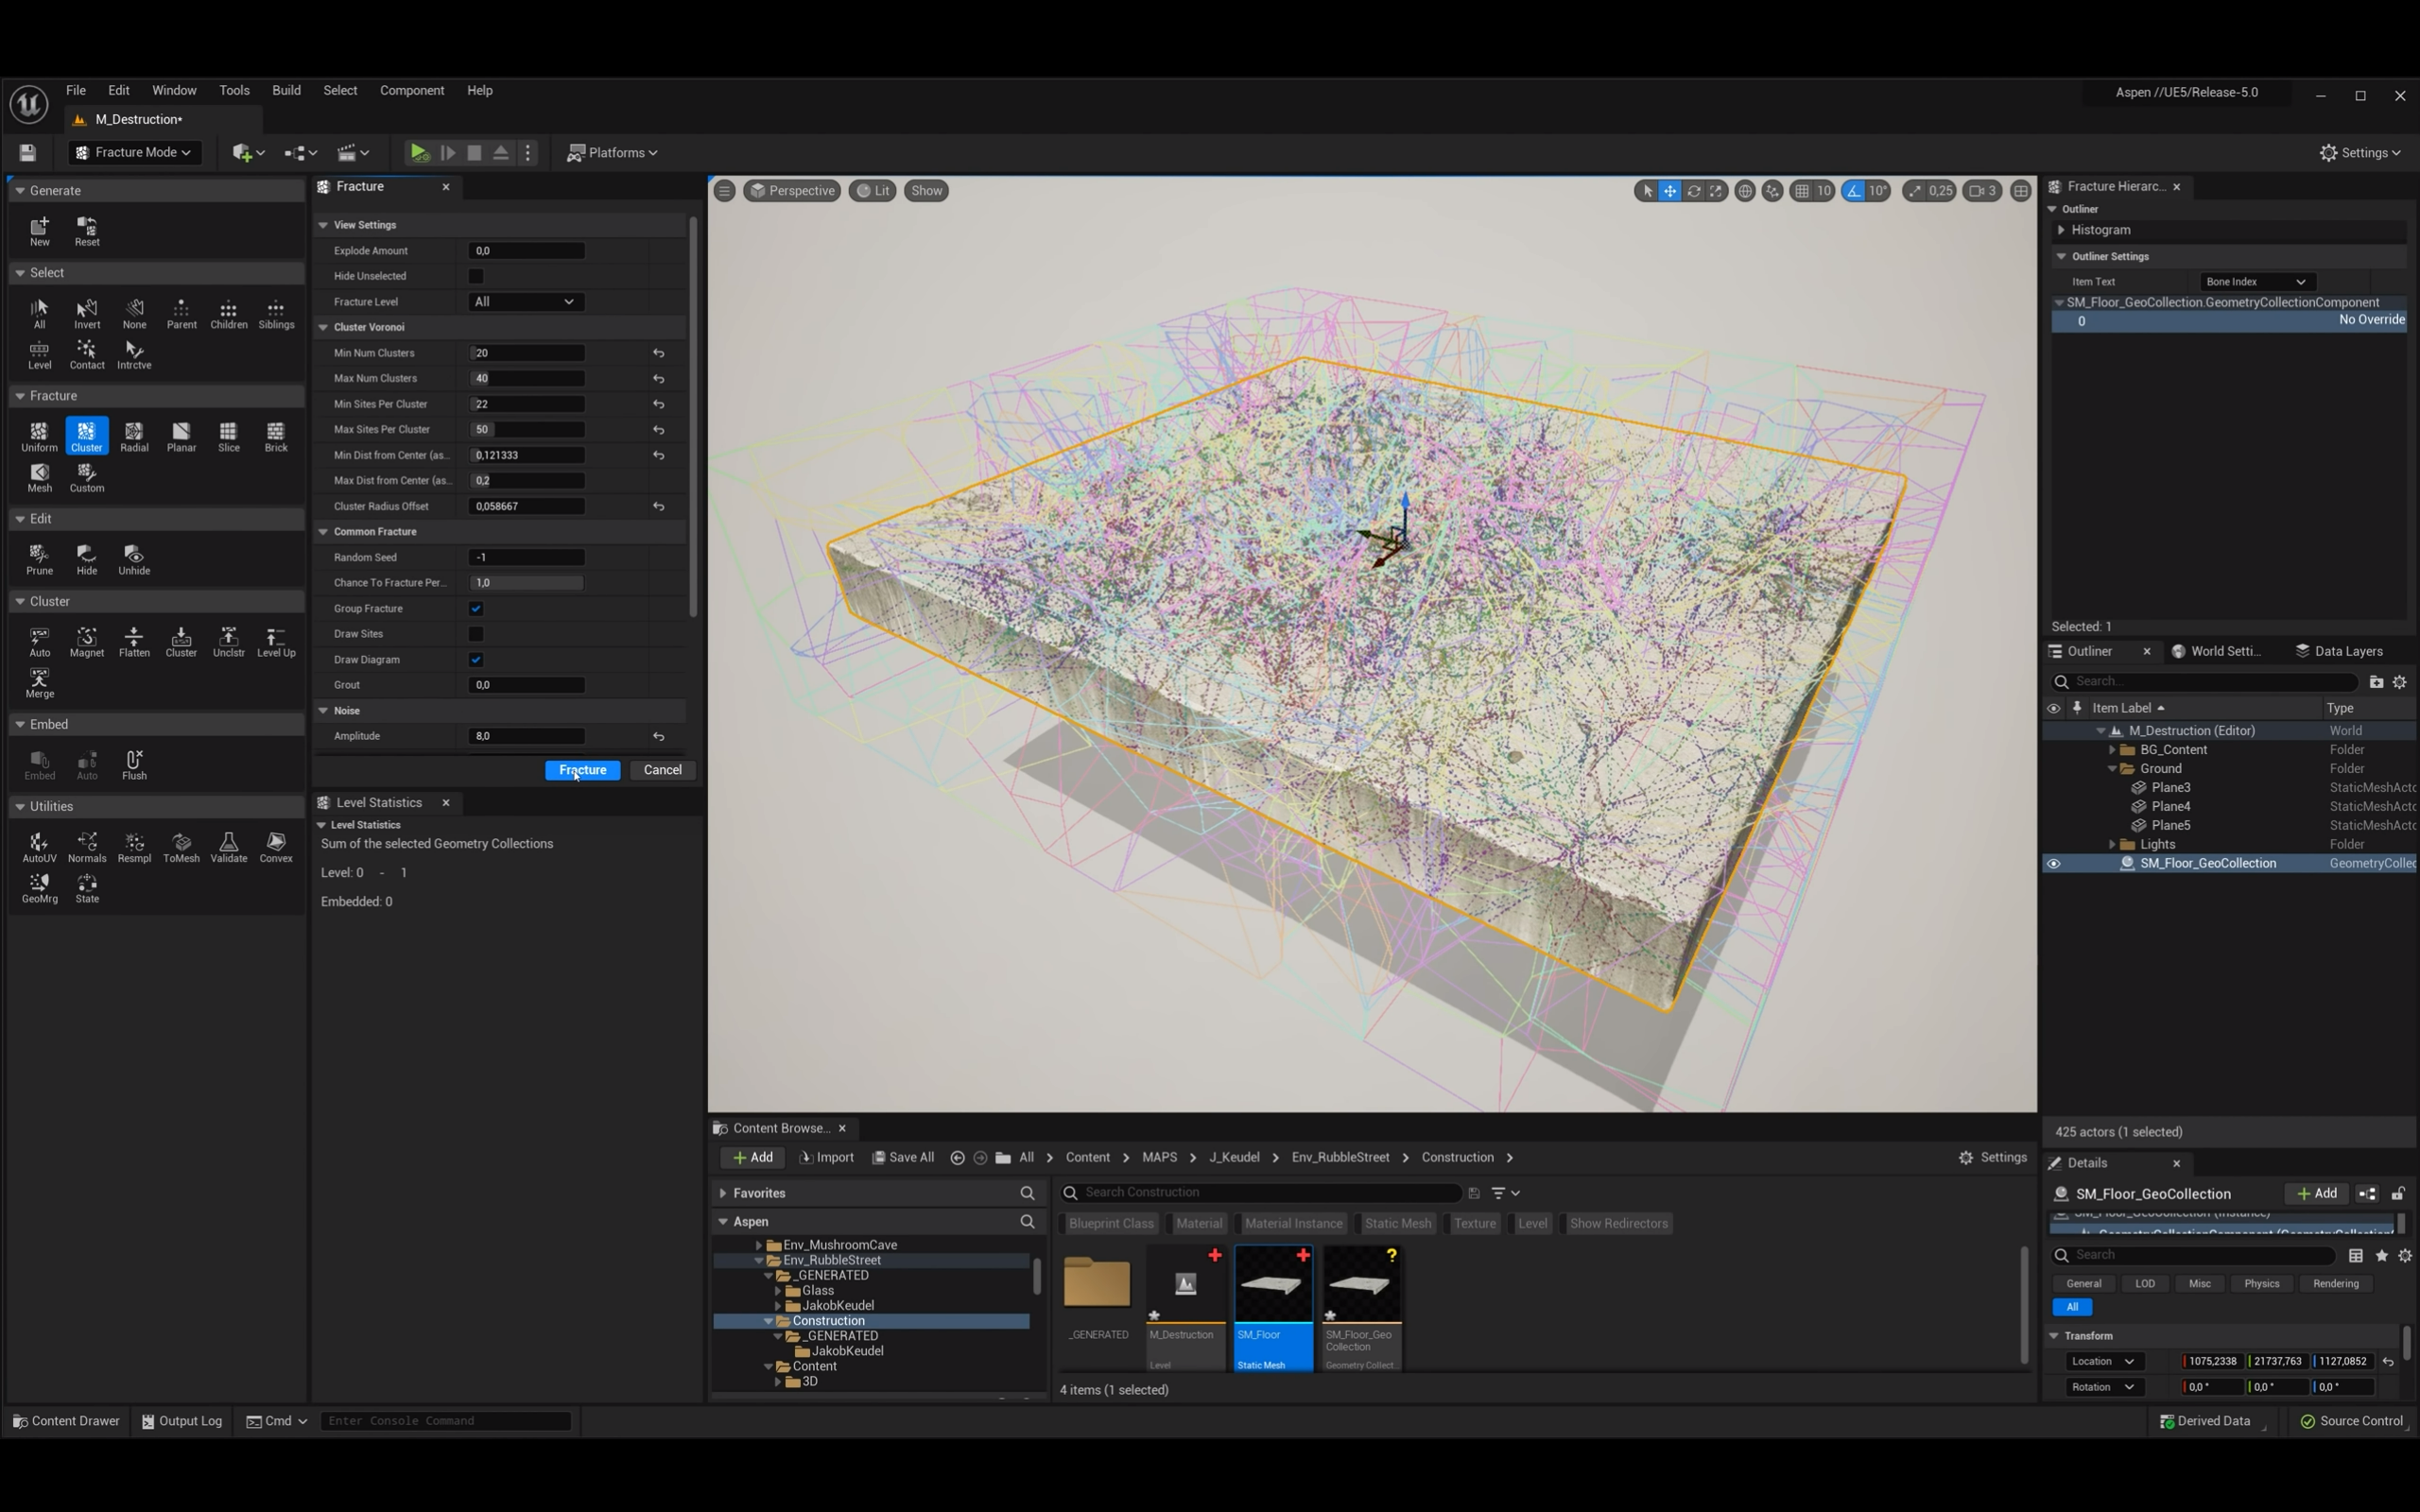 File Edit Window Tools Build Select Component Help
Aspen //UE5/Release-5.0
M_Destruction*
Fracture Mode
Platforms
Settings
Generate
New Reset
Select
All Invert None Parent Children Siblings
Level Contact Intrctve
Fracture
Uniform Cluster Radial Planar Slice Brick
Mesh Custom
Edit
Prune Hide Unhide
Cluster
Auto Magnet Flatten Cluster Unclstr Level Up
Merge
Embed
Embed Auto Flush
Utilities
AutoUV Normals Resmpl ToMesh Validate Convex
GeoMrg State
Fracture
View Settings
Explode Amount 0,0
Hide Unselected
Fracture Level All
Cluster Voronoi
Min Num Clusters 20
Max Num Clusters 40
Min Sites Per Cluster 22
Max Sites Per Cluster 50
Min Dist from Center (as... 0,121333
Max Dist from Center (as... 0,2
Cluster Radius Offset 0,058667
Common Fracture
Random Seed -1
Chance To Fracture Per... 1,0
Group Fracture
Draw Sites
Draw Diagram
Grout 0,0
Noise
Amplitude 8,0
Fracture Cancel
Level Statistics
Level Statistics
Sum of the selected Geometry Collections
Level: 0 - 1
Embedded: 0
Perspective Lit Show
10 10° 0,25 3
Fracture Hierarc...
Outliner
Histogram
Outliner Settings
Item Text Bone Index
SM_Floor_GeoCollection.GeometryCollectionComponent
0 No Override
Selected: 1
Outliner World Setti... Data Layers
Search...
Item Label Type
M_Destruction (Editor) World
BG_Content Folder
Ground Folder
Plane3 StaticMeshActo
Plane4 StaticMeshActo
Plane5 StaticMeshActo
Lights Folder
SM_Floor_GeoCollection GeometryCollec
425 actors (1 selected)
Details
SM_Floor_GeoCollection Add
SM_Floor_GeoCollection (Instance)
GeometryCollectionComponent (GeometryCollection
Search
General LOD Misc Physics Rendering
All
Transform
Location 1075,2338 21737,763 1127,0852
Rotation 0,0 ° 0,0 ° 0,0 °
Content Browse...
Add Import Save All All Content MAPS J_Keudel Env_RubbleStreet Construction Settings
Favorites
Aspen
Env_MushroomCave
Env_RubbleStreet
_GENERATED
Glass
JakobKeudel
Construction
_GENERATED
JakobKeudel
Content
3D
Search Construction
Blueprint Class Material Material Instance Static Mesh Texture Level Show Redirectors
_GENERATED
M_Destruction
Level
SM_Floor
Static Mesh
SM_Floor_Geo
Collection
Geometry Collect...
4 items (1 selected)
Content Drawer Output Log Cmd Enter Console Command
Derived Data Source Control